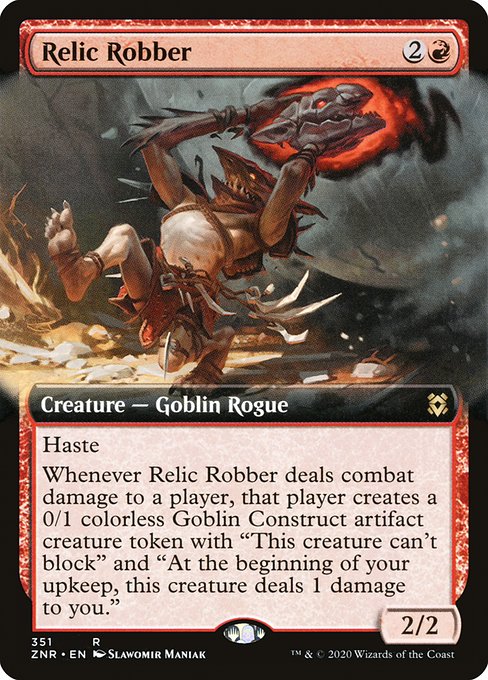 Relic Robber 2
Creature — Goblin Rogue
Haste
Whenever Relic Robber deals combat
damage to a player, that player creates a
0/1 colorless Goblin Construct artifact
creature token with “This creature can't
block” and “At the beginning of your
upkeep, this creature deals 1 damage
to you.”
2/2
351 R
ZNR • EN Slawomir Maniak
™ & © 2020 Wizards of the Coast